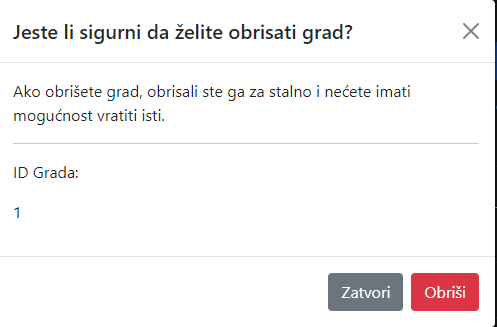 Jeste li sigurni da želite obrisati grad?
Ako obrišete grad, obrisali ste ga za stalno i nećete imati
mogućnost vratiti isti.
ID Grada:
1
Zatvori
Obriši